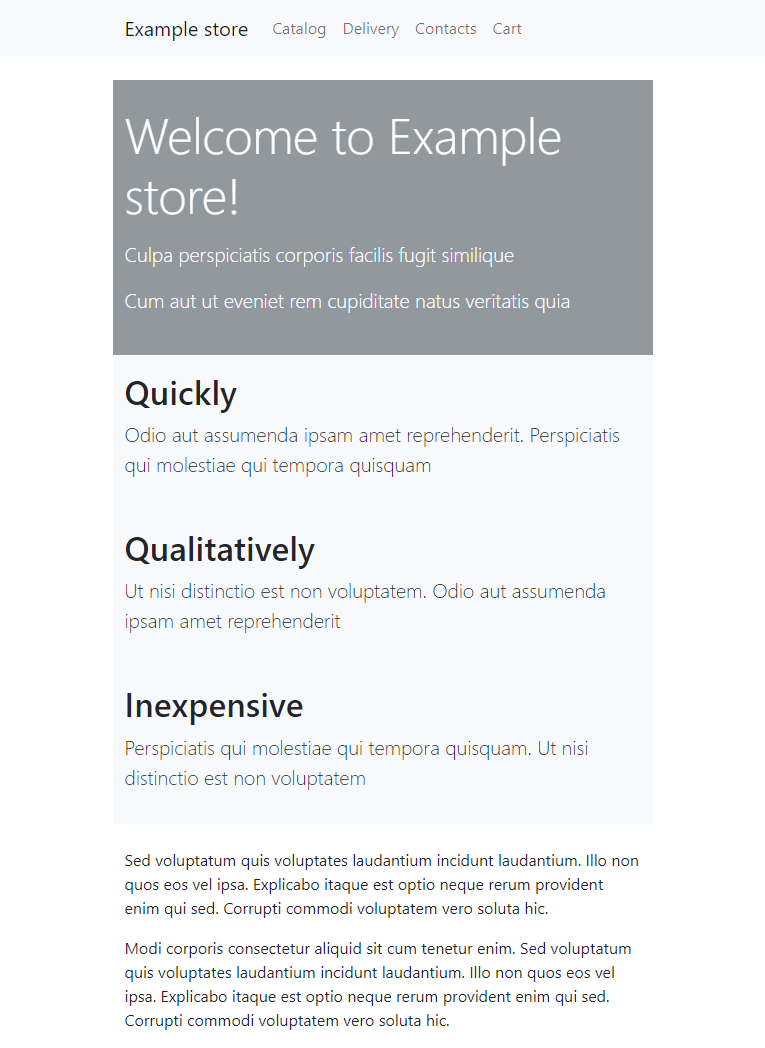 Example store Catalog Delivery Contacts Cart
Welcome to Example
store!
Culpa perspiciatis corporis facilis fugit similique
Cum aut ut eveniet rem cupiditate natus veritatis quia
Quickly
Odio aut assumenda ipsam amet reprehenderit. Perspiciatis
qui molestiae qui tempora quisquam
Qualitatively
Ut nisi distinctio est non voluptatem. Odio aut assumenda
ipsam amet reprehenderit
Inexpensive
Perspiciatis qui molestiae qui tempora quisquam. Ut nisi
distinctio est non voluptatem
Sed voluptatum quis voluptates laudantium incidunt laudantium. Illo non
quos eos vel ipsa. Explicabo itaque est optio neque rerum provident
enim qui sed. Corrupti commodi voluptatem vero soluta hic.
Modi corporis consectetur aliquid sit cum tenetur enim. Sed voluptatum
quis voluptates laudantium incidunt laudantium. Illo non quos eos vel
ipsa. Explicabo itaque est optio neque rerum provident enim qui sed.
Corrupti commodi voluptatem vero soluta hic.